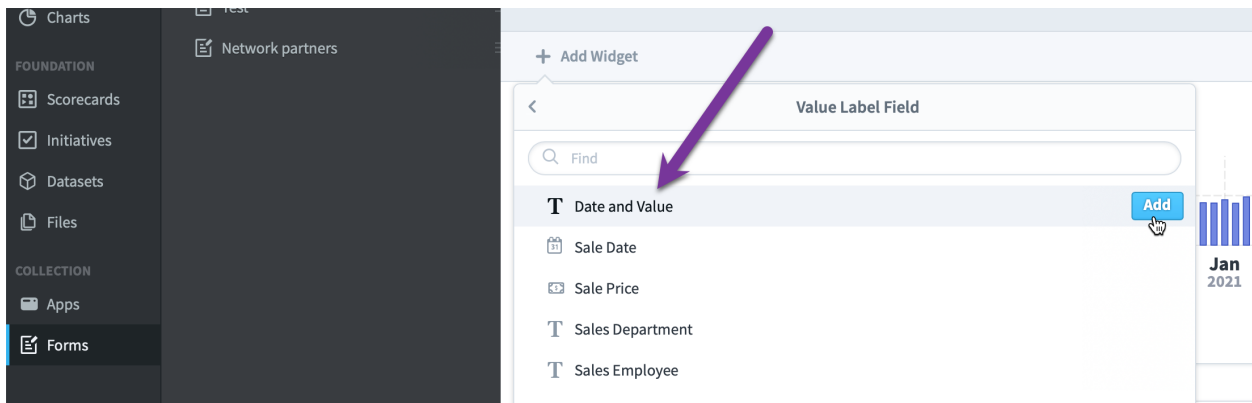 Charts
FOUNDATION
Scorecards
Initiatives
Datasets
Files
COLLECTION
Apps
Forms
Test
Network partners
Add Widget
Value Label Field
Find
Date and Value
Add
31
Sale Date
Sale Price
Sales Department
Sales Employee
Jan
2021